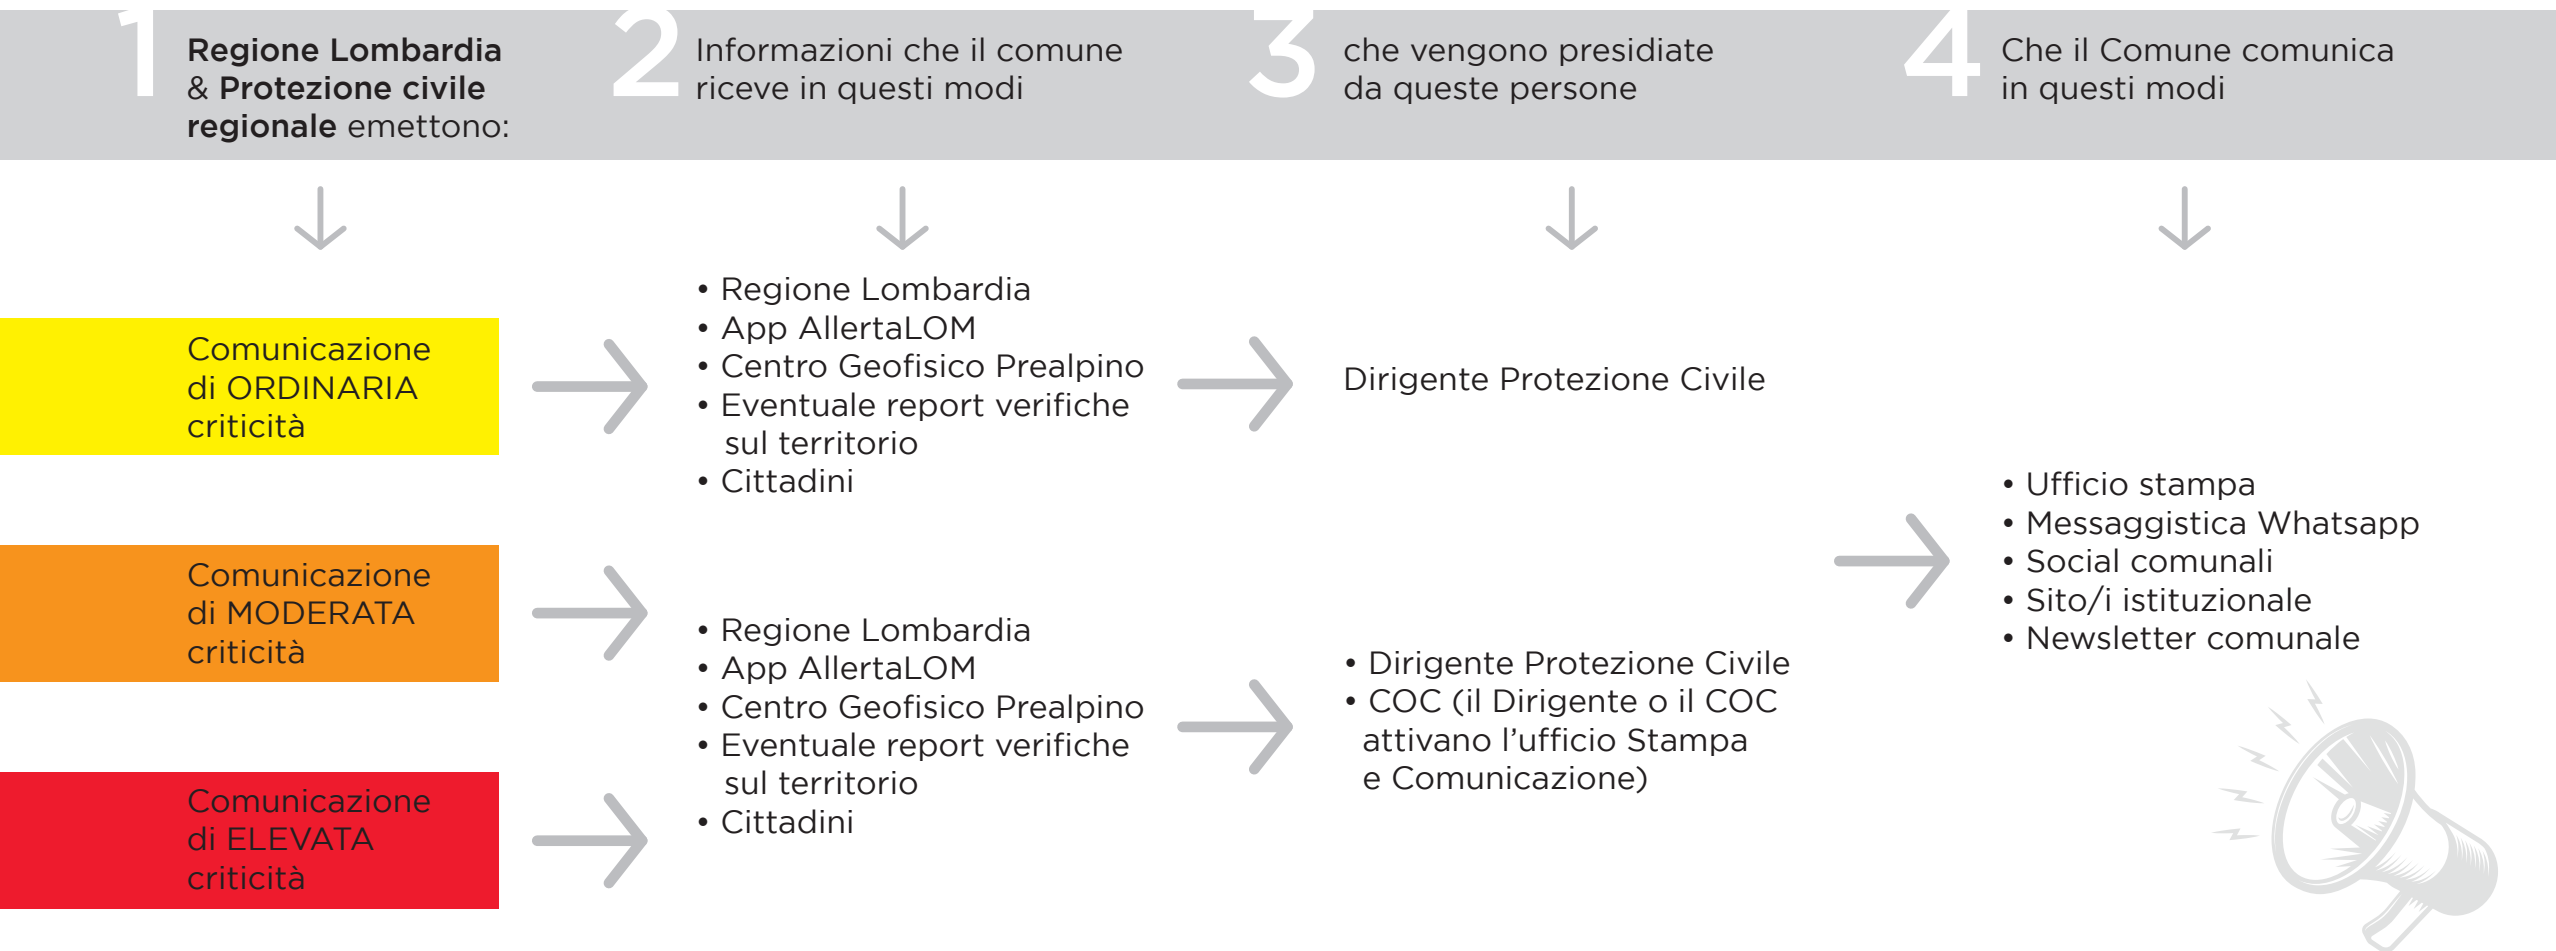 1
Regione Lombardia
& Protezione civile
regionale emettono:
2
Informazioni che il comune
riceve in questi modi
3
che vengono presidiate
da queste persone
4
Che il Comune comunica
in questi modi
Comunicazione
di ORDINARIA
criticità
• Regione Lombardia
• App AllertaLOM
• Centro Geofisico Prealpino
• Eventuale report verifiche
sul territorio
• Cittadini
Dirigente Protezione Civile
Comunicazione
di MODERATA
criticità
Comunicazione
di ELEVATA
criticità
• Regione Lombardia
• App AllertaLOM
• Centro Geofisico Prealpino
• Eventuale report verifiche
sul territorio
• Cittadini
• Dirigente Protezione Civile
• COC (il Dirigente o il COC
attivano l’ufficio Stampa
e Comunicazione)
• Ufficio stampa
• Messaggistica Whatsapp
• Social comunali
• Sito/i istituzionale
• Newsletter comunale